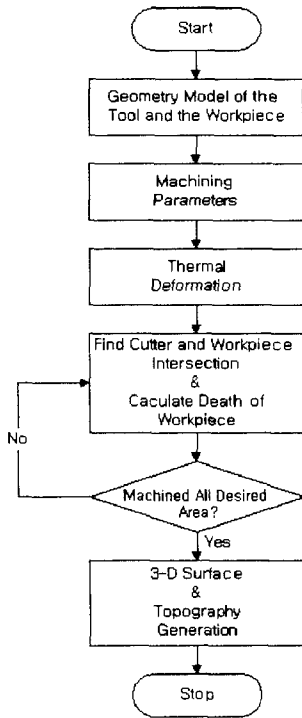 Start
Geometry Model of the
Tool and the Workpiece
Machining
Parameters
Thermal
Deformation
Find Cutter and Workpiece
Intersection
&
Caculate Death of
Workpiece
No
Machined All Desired
Area?
Yes
3-D Surface
&
Topography
Generation
Stop